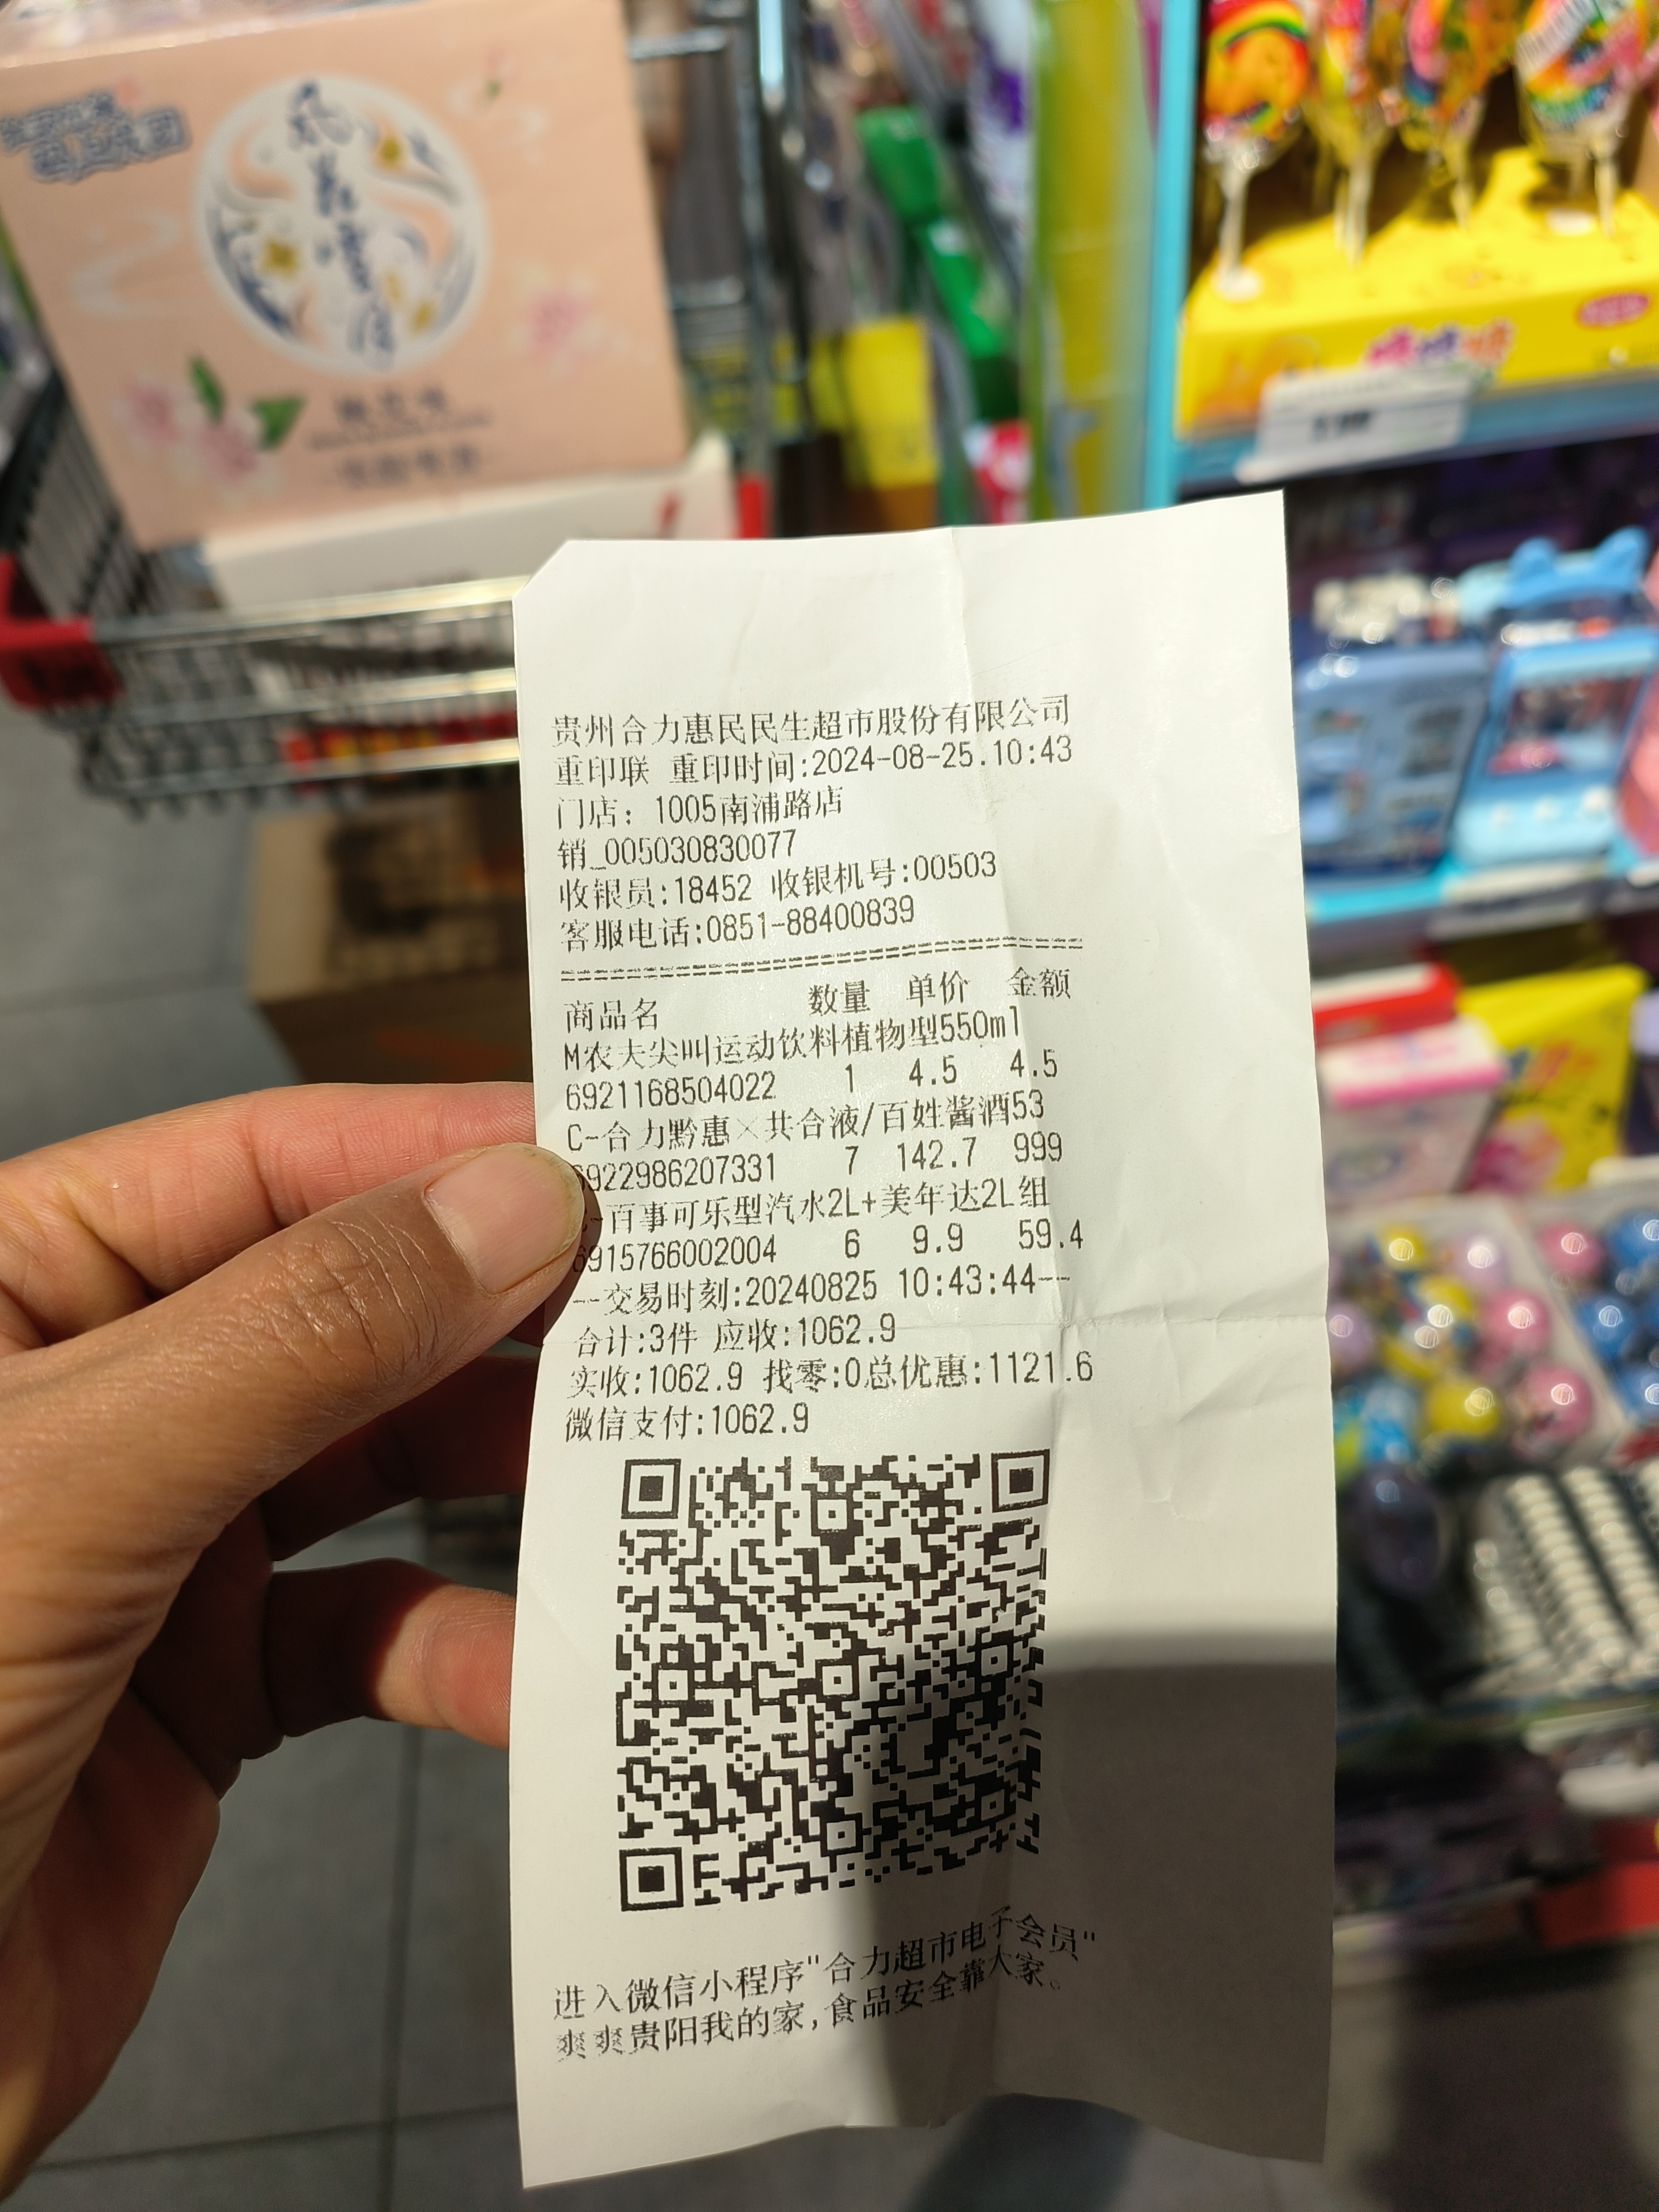 风花雪月
贵州合力惠民民生超市股份有限公司
重印联 重印时间:2024-08-25.10:43
门店: 1005南浦路店
销_005030830077
收银员:18452 收银机号:00503
客服电话:0851-88400839
================================
商品名 数量 单价 金额
M农夫尖叫运动饮料植物型550ml
6921168504022 1 4.5 4.5
C-合力黔惠×共合液/百姓酱酒53
6922986207331 7 142.7 999
C-百事可乐型汽水2L+美年达2L组
6915766002004 6 9.9 59.4
--交易时刻:20240825 10:43:44--
合计:3件 应收:1062.9
实收:1062.9 找零:0总优惠:1121.6
微信支付:1062.9
进入微信小程序"合力超市电子会员"
爽爽贵阳我的家,食品安全靠大家。